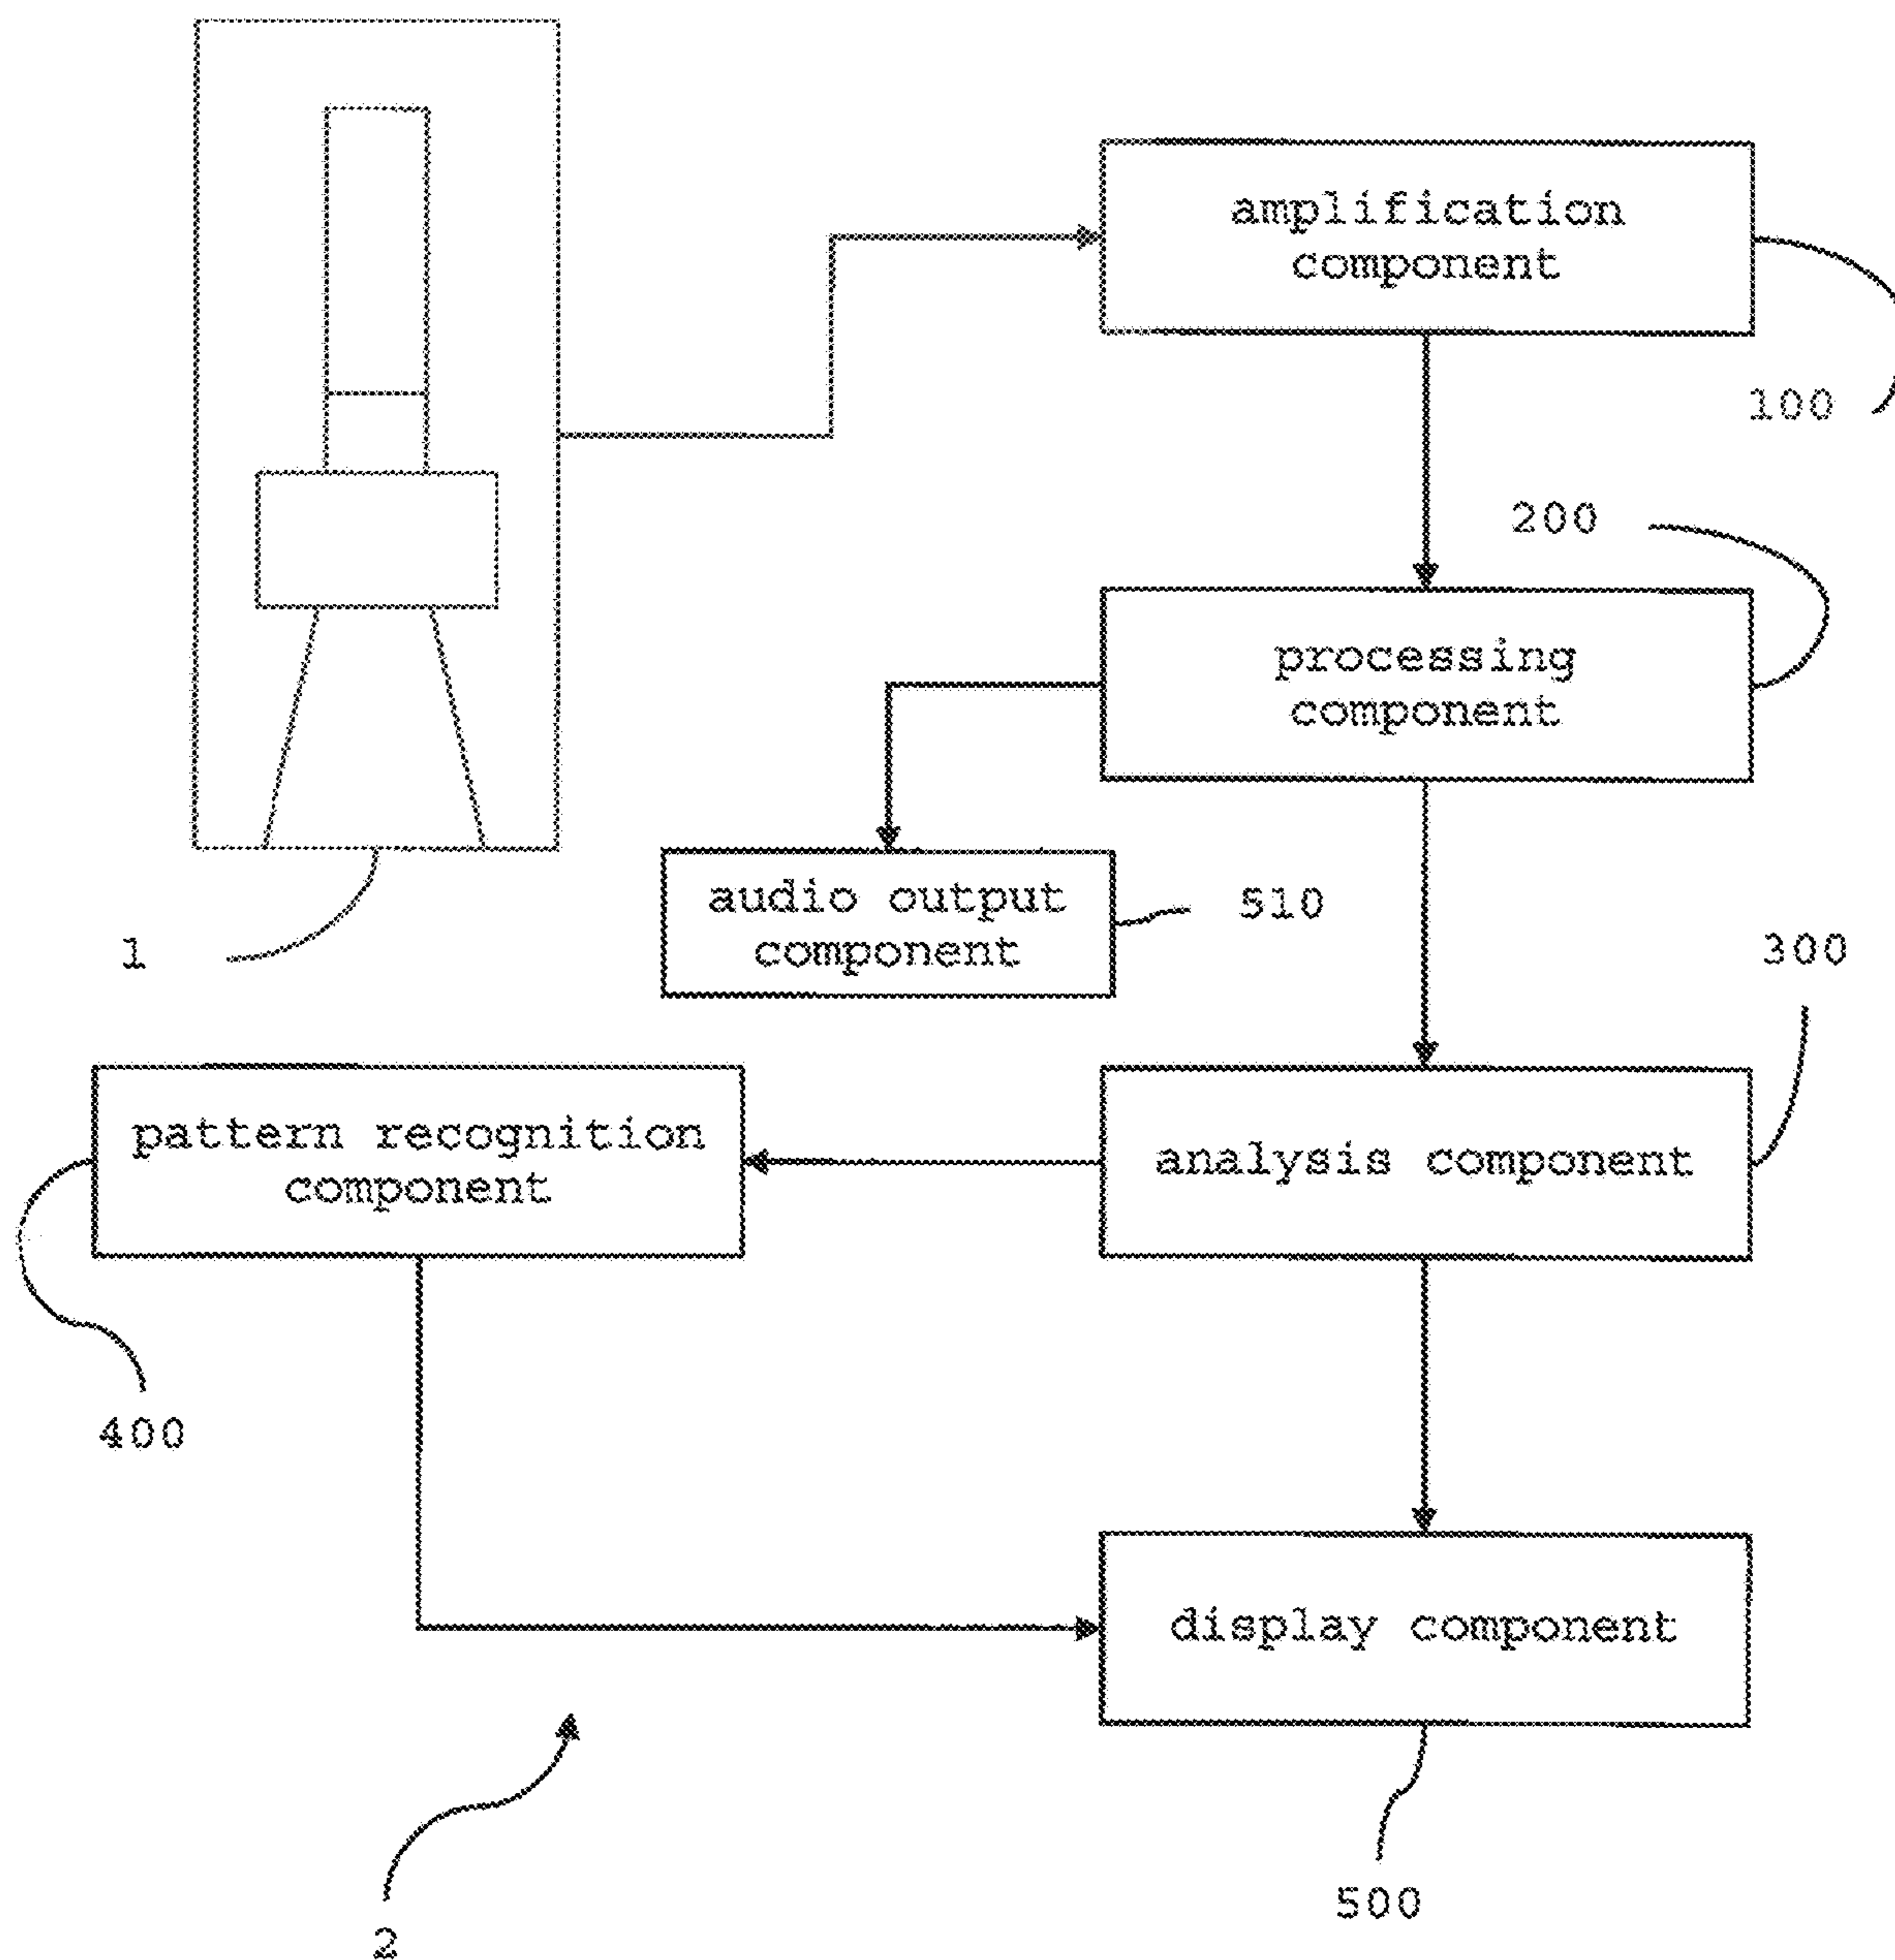 amplification
component
100
200
processing
component
audio output
component
510
1
300
pattern recognition
component
analysis component
400
display component
500
2